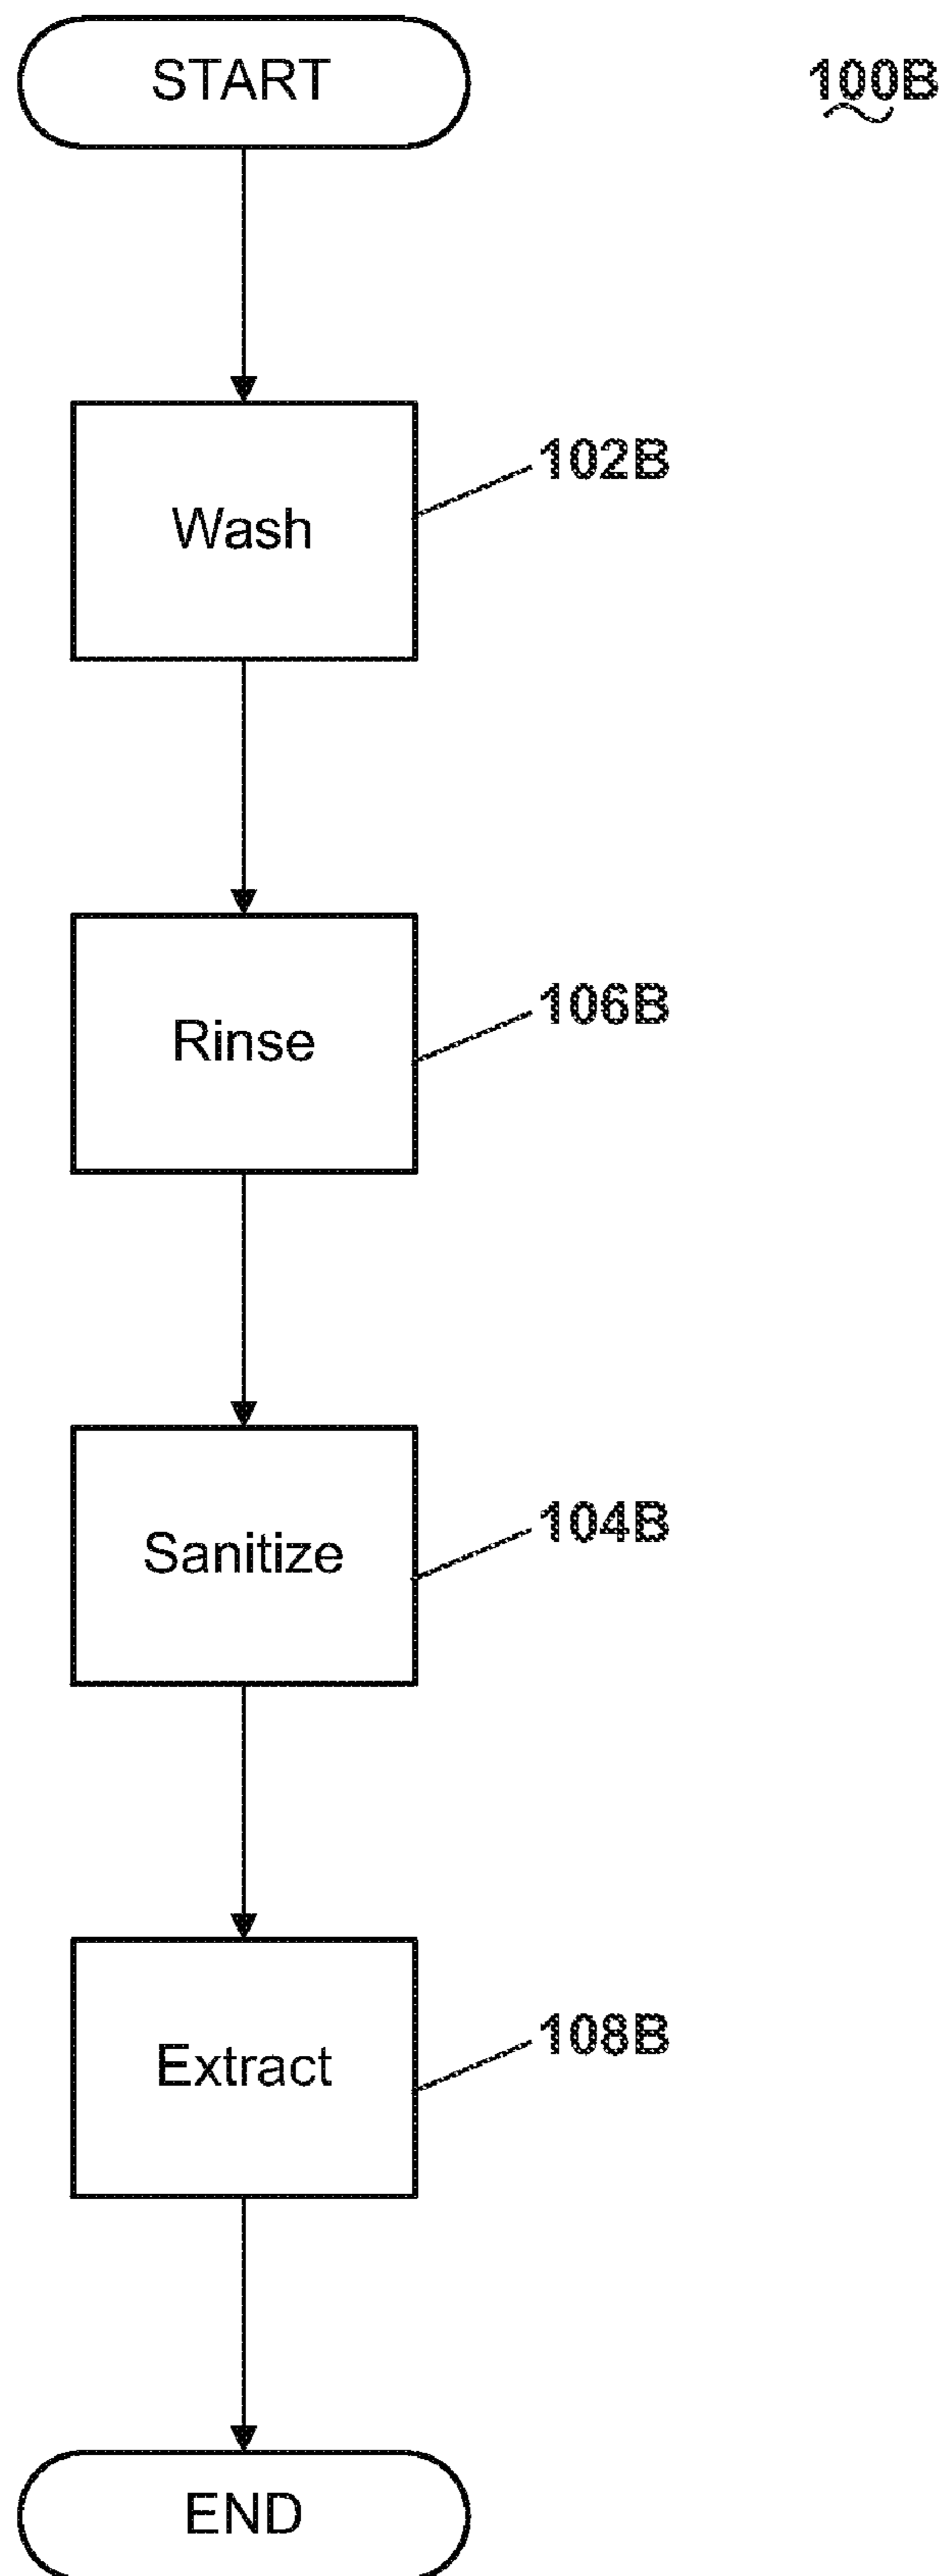 START
100B
Wash
102B
Rinse
106B
Sanitize
104B
Extract
108B
END